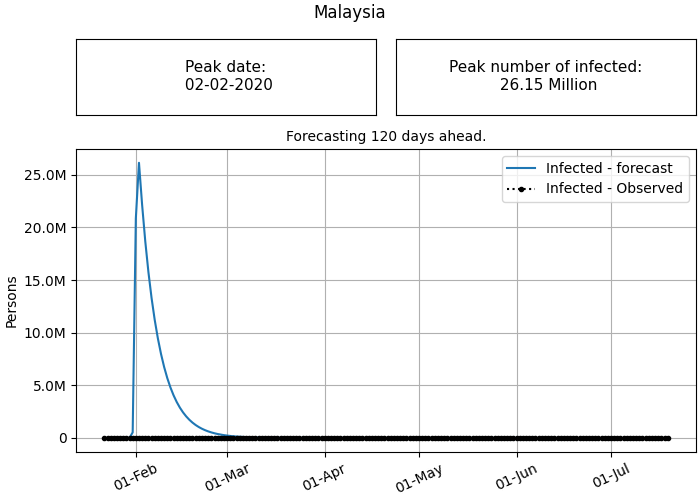 Malaysia
Peak date:
02-02-2020
Peak number of infected:
26.15 Million
Forecasting 120 days ahead.
Infected - forecast
Infected - Observed
Persons
25.0M
20.0M
15.0M
10.0M
5.0M
0
01-Feb
01-Mar
01-Apr
01-May
01-Jun
01-Jul